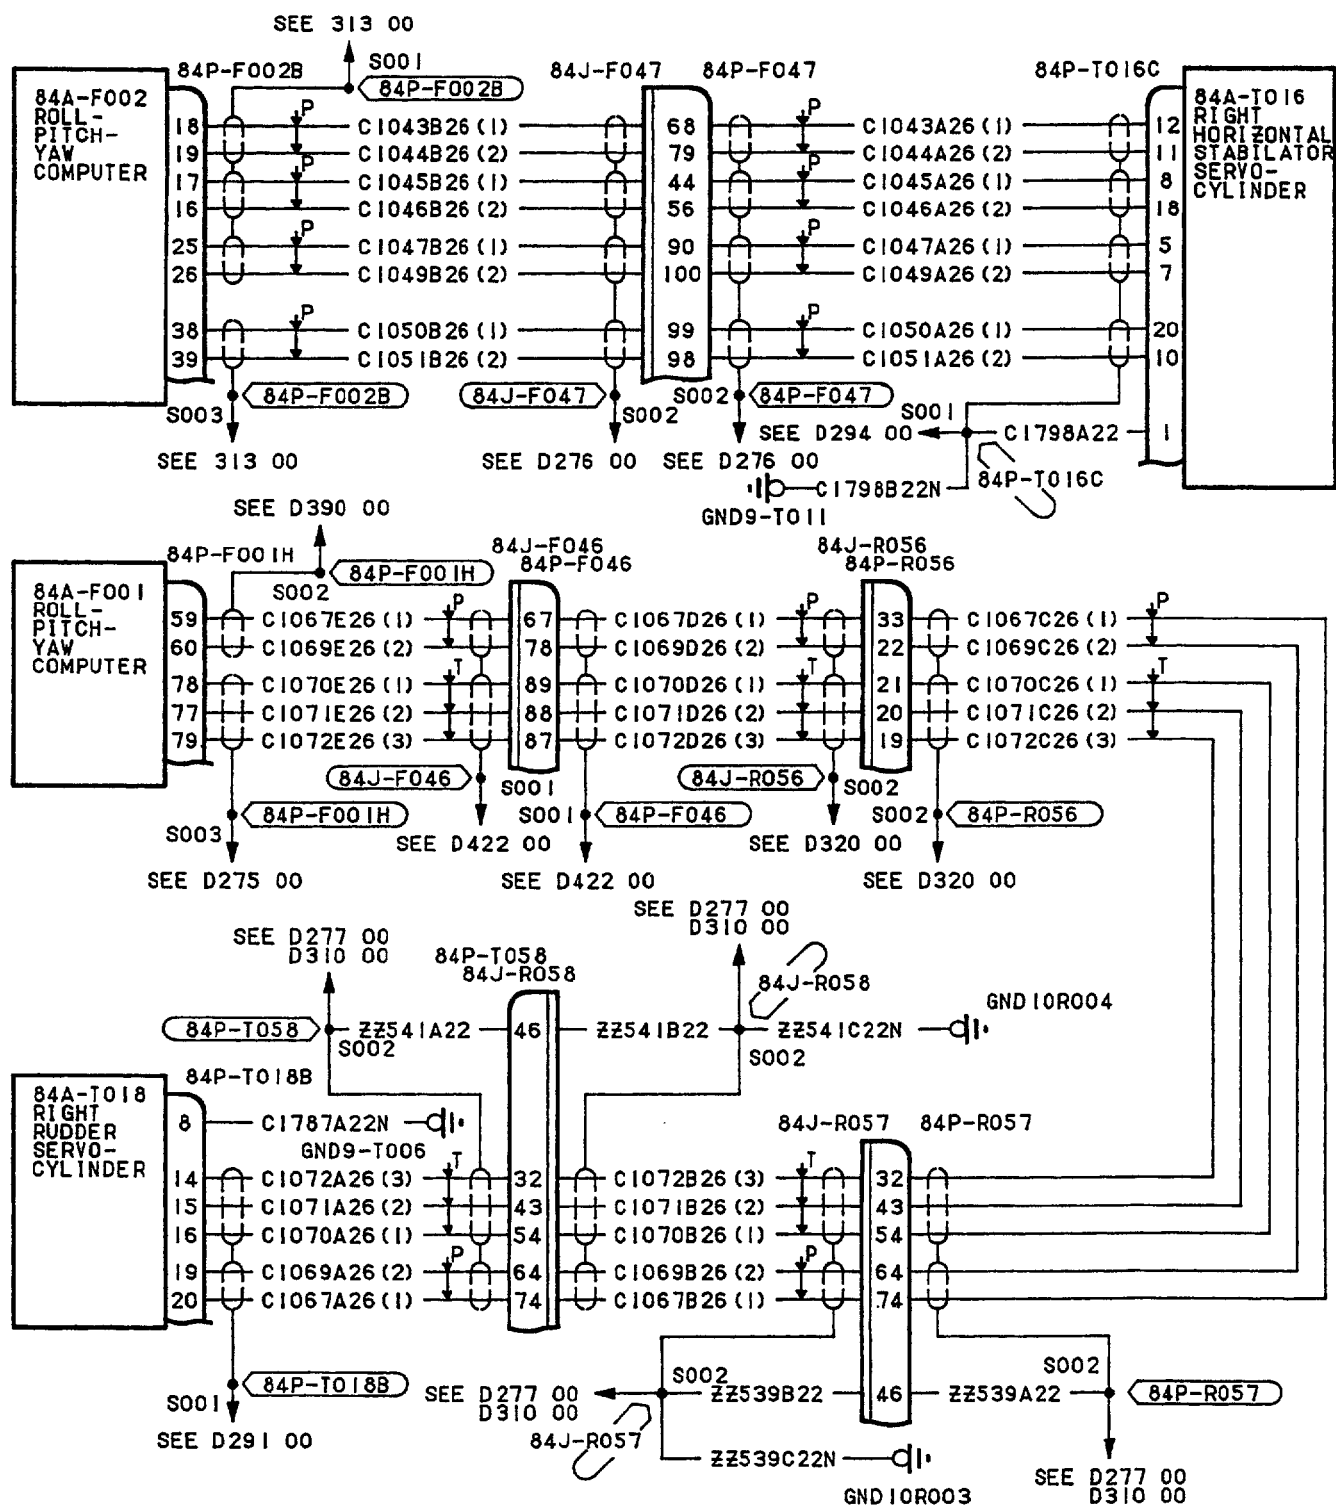 SEE 313 00
S001
84P-F002B
84P-F002B
84J-F047
84P-F047
84P-T016C
84A-F002
ROLL-
PITCH-
YAW
COMPUTER
84A-T016
RIGHT
HORIZONTAL
STABILATOR
SERVO-
CYLINDER
18 P C1043B26(1) 68 P C1043A26(1) 12
19 C1044B26(2) 79 C1044A26(2) 11
17 P C1045B26(1) 44 P C1045A26(1) 8
16 C1046B26(2) 56 C1046A26(2) 18
25 P C1047B26(1) 90 P C1047A26(1) 5
26 C1049B26(2) 100 C1049A26(2) 7
38 P C1050B26(1) 99 P C1050A26(1) 20
39 C1051B26(2) 98 C1051A26(2) 10
S003 84P-F002B 84J-F047 S002 S002 84P-F047 S001
SEE 313 00
SEE D276 00
SEE D276 00
SEE D294 00
C1798A22 1
84P-T016C
C1798B22N
GND9-T011
SEE D390 00
84P-F001H
S002
84P-F001H
84J-F046
84P-F046
84J-R056
84P-R056
84A-F001
ROLL-
PITCH-
YAW
COMPUTER
59 C1067E26(1) P 67 C1067D26(1) P 33 C1067C26(1) P
60 C1069E26(2) 78 C1069D26(2) 22 C1069C26(2)
78 C1070E26(1) T 89 C1070D26(1) T 21 C1070C26(1) T
77 C1071E26(2) 88 C1071D26(2) 20 C1071C26(2)
79 C1072E26(3) 87 C1072D26(3) 19 C1072C26(3)
84J-F046 S001 84J-R056 S002
S003 84P-F001H S001 84P-F046 S002 84P-R056
SEE D422 00
SEE D320 00
SEE D275 00
SEE D422 00
SEE D320 00
SEE D277 00
D310 00
SEE D277 00
D310 00
84P-T058
84J-R058
84J-R058
GND10R004
84P-T058 ZZ541A22 46 ZZ541B22 ZZ541C22N
S002
S002
84P-T018B
84A-T018
RIGHT
RUDDER
SERVO-
CYLINDER
8 C1787A22N
GND9-T006
84J-R057
84P-R057
14 C1072A26(3) T 32 C1072B26(3) T 32
15 C1071A26(2) 43 C1071B26(2) 43
16 C1070A26(1) 54 C1070B26(1) 54
19 C1069A26(2) P 64 C1069B26(2) P 64
20 C1067A26(1) 74 C1067B26(1) 74
S001 84P-T018B
SEE D291 00
SEE D277 00
D310 00
S002
84J-R057
ZZ539B22 46 ZZ539A22
S002
84P-R057
ZZ539C22N
GND10R003
SEE D277 00
D310 00